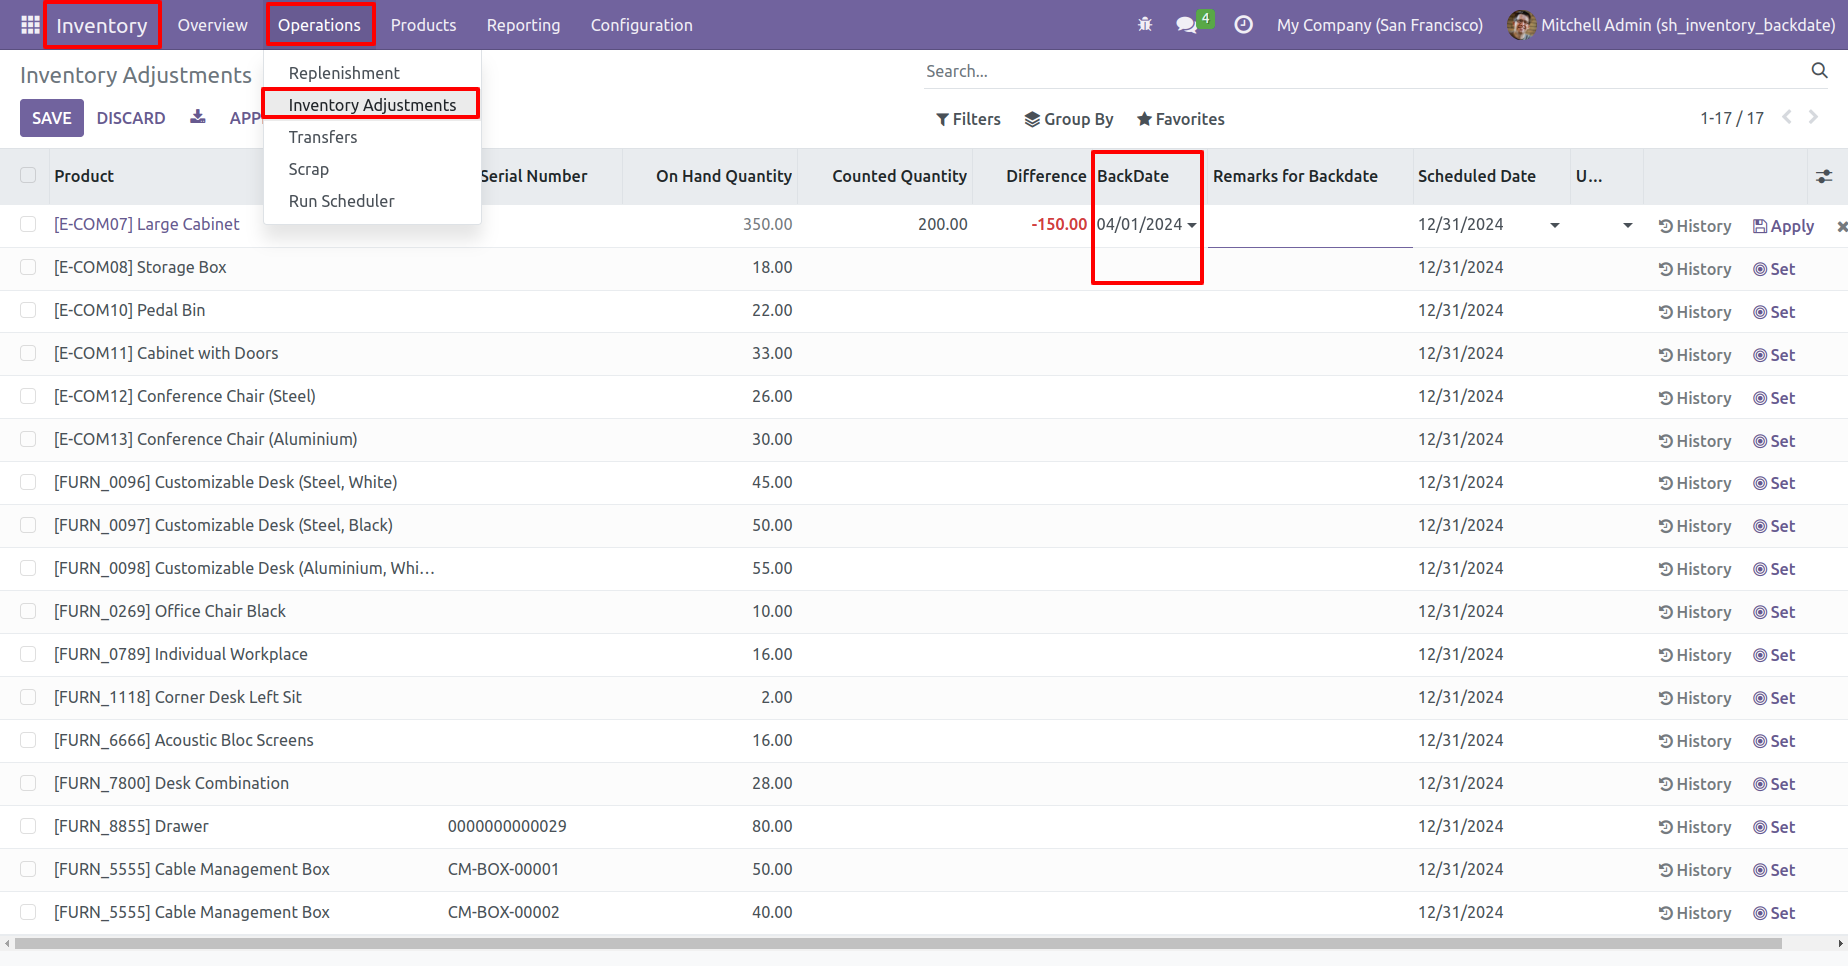 Inventory Overview Operations Products Reporting Configuration 4 My Company (San Francisco) Mitchell Admin (sh_inventory_backdate)
Inventory Adjustments
Replenishment
Inventory Adjustments
Transfers
Scrap
Run Scheduler
Search...
SAVE DISCARD
Filters Group By Favorites 1-17 / 17
Product Serial Number On Hand Quantity Counted Quantity Difference BackDate Remarks for Backdate Scheduled Date U...
[E-COM07] Large Cabinet 350.00 200.00 -150.00 04/01/2024 12/31/2024 History Apply
[E-COM08] Storage Box 18.00 12/31/2024 History Set
[E-COM10] Pedal Bin 22.00 12/31/2024 History Set
[E-COM11] Cabinet with Doors 33.00 12/31/2024 History Set
[E-COM12] Conference Chair (Steel) 26.00 12/31/2024 History Set
[E-COM13] Conference Chair (Aluminium) 30.00 12/31/2024 History Set
[FURN_0096] Customizable Desk (Steel, White) 45.00 12/31/2024 History Set
[FURN_0097] Customizable Desk (Steel, Black) 50.00 12/31/2024 History Set
[FURN_0098] Customizable Desk (Aluminium, Whi... 55.00 12/31/2024 History Set
[FURN_0269] Office Chair Black 10.00 12/31/2024 History Set
[FURN_0789] Individual Workplace 16.00 12/31/2024 History Set
[FURN_1118] Corner Desk Left Sit 2.00 12/31/2024 History Set
[FURN_6666] Acoustic Bloc Screens 16.00 12/31/2024 History Set
[FURN_7800] Desk Combination 28.00 12/31/2024 History Set
[FURN_8855] Drawer 0000000000029 80.00 12/31/2024 History Set
[FURN_5555] Cable Management Box CM-BOX-00001 50.00 12/31/2024 History Set
[FURN_5555] Cable Management Box CM-BOX-00002 40.00 12/31/2024 History Set